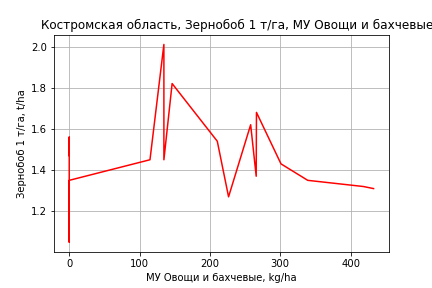 Костромская область, Зернобоб 1 т/га, МУ Овощи и бахчевые
2.0
1.8
1.6
1.4
1.2
Зернобоб 1 т/га, t/ha
0 100 200 300 400
МУ Овощи и бахчевые, kg/ha